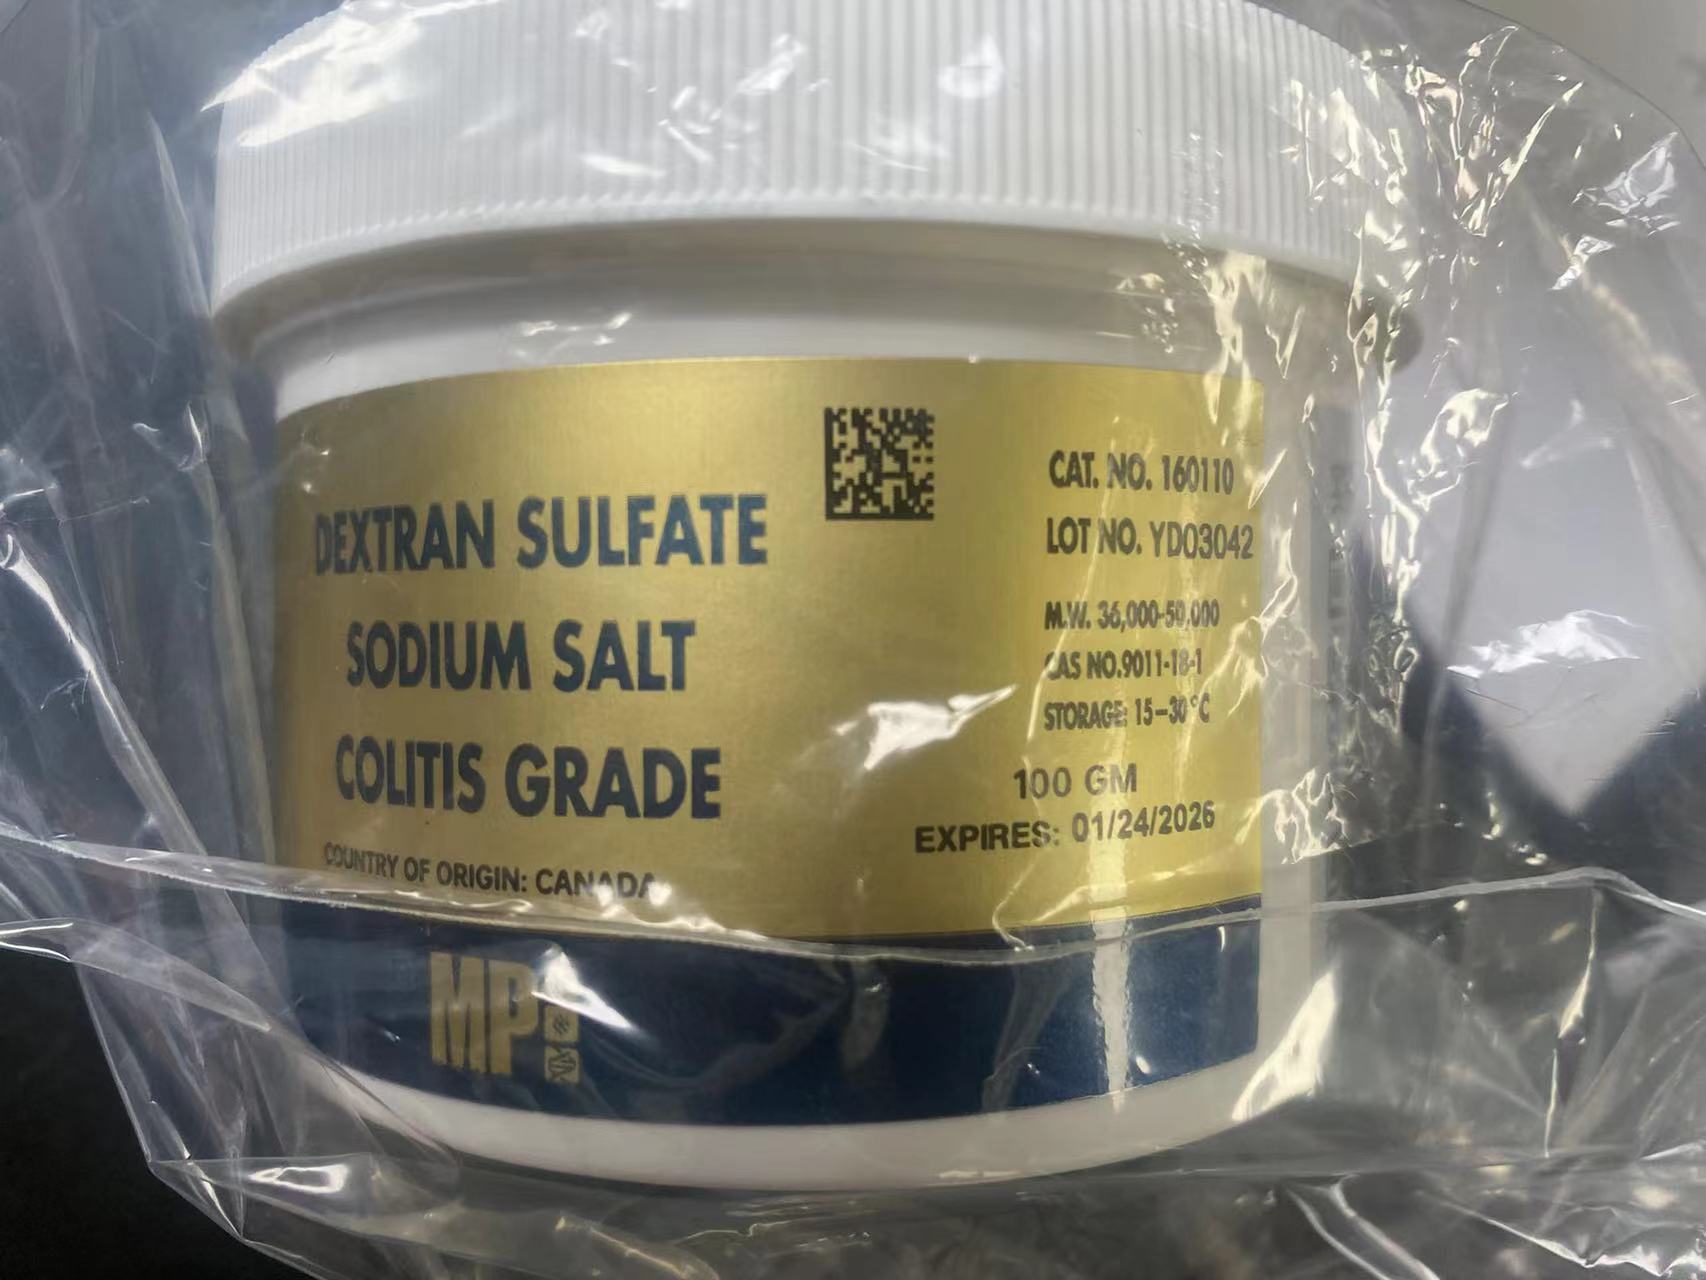 DEXTRAN SULFATE
SODIUM SALT
COLITIS GRADE
COUNTRY OF ORIGIN: CANADA
CAT. NO. 160110
LOT NO. YD03042
M.W. 36,000-50,000
CAS NO.9011-18-1
STORAGE: 15-30°C
100 GM
EXPIRES: 01/24/2026
MP